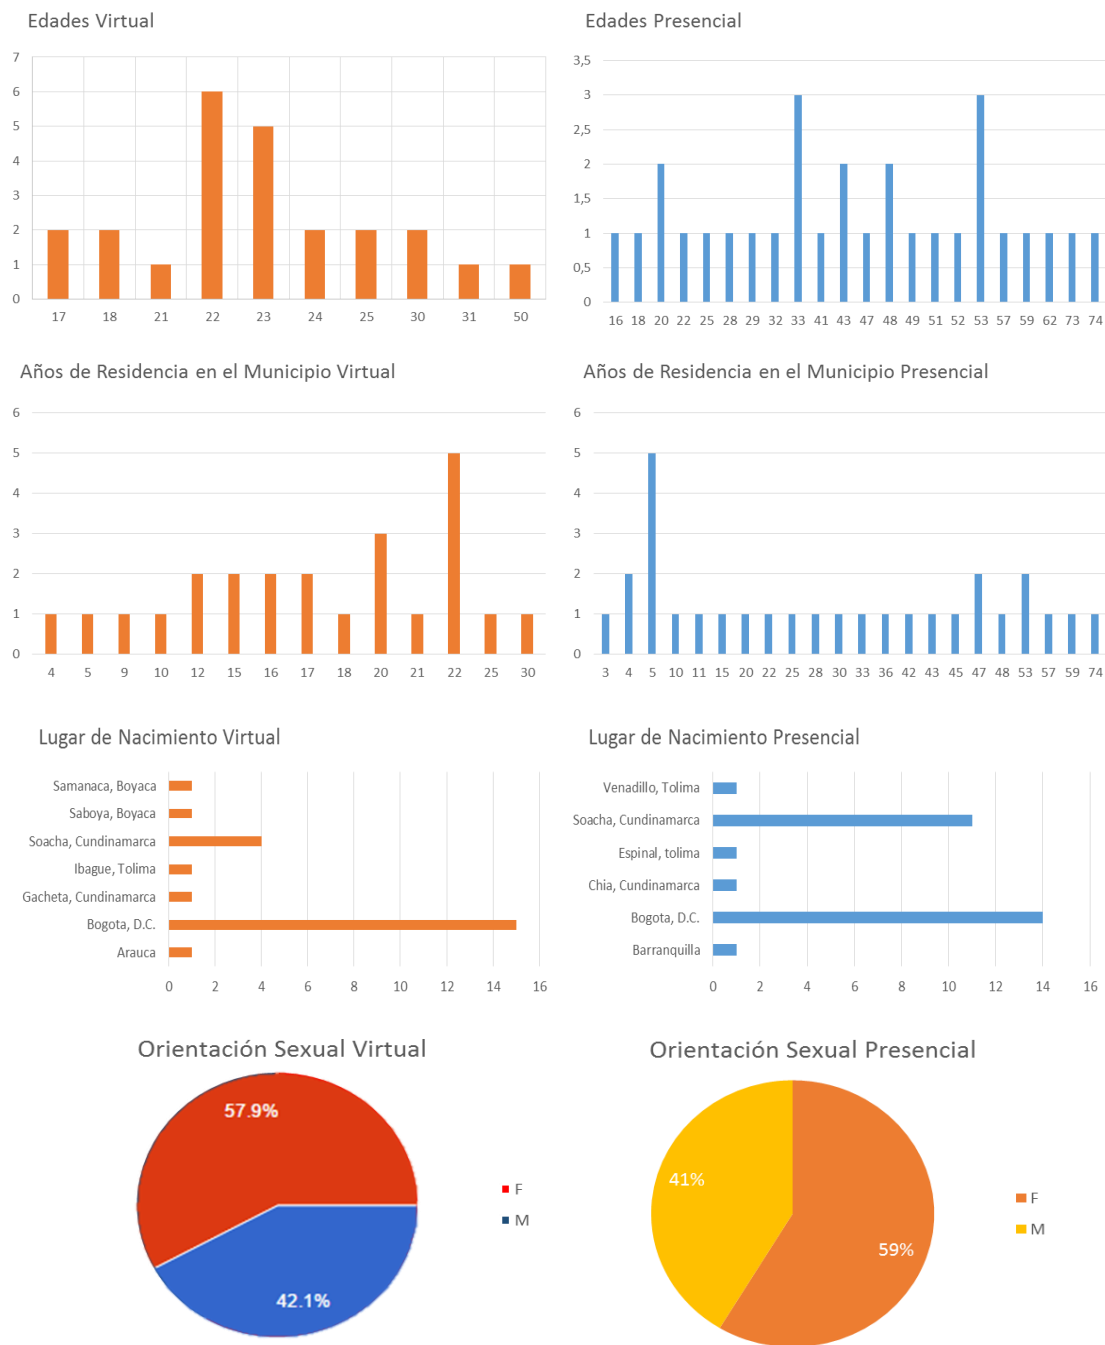 Edades Virtual
7
6
5
4
3
2
1
0
17 18 21 22 23 24 25 30 31 50
Edades Presencial
3,5
3
2,5
2
1,5
1
0,5
0
16 18 20 22 25 28 29 32 33 41 43 47 48 49 51 52 53 57 59 62 73 74
Años de Residencia en el Municipio Virtual
6
5
4
3
2
1
0
4 5 9 10 12 15 16 17 18 20 21 22 25 30
Años de Residencia en el Municipio Presencial
6
5
4
3
2
1
0
3 4 5 10 11 15 20 22 25 28 30 33 36 42 43 45 47 48 53 57 59 74
Lugar de Nacimiento Virtual
Samanaca, Boyaca
Saboya, Boyaca
Soacha, Cundinamarca
Ibague, Tolima
Gacheta, Cundinamarca
Bogota, D.C.
Arauca
0 2 4 6 8 10 12 14 16
Lugar de Nacimiento Presencial
Venadillo, Tolima
Soacha, Cundinamarca
Espinal, tolima
Chia, Cundinamarca
Bogota, D.C.
Barranquilla
0 2 4 6 8 10 12 14 16
Orientación Sexual Virtual
57.9%
42.1%
F
M
Orientación Sexual Presencial
41%
59%
F
M